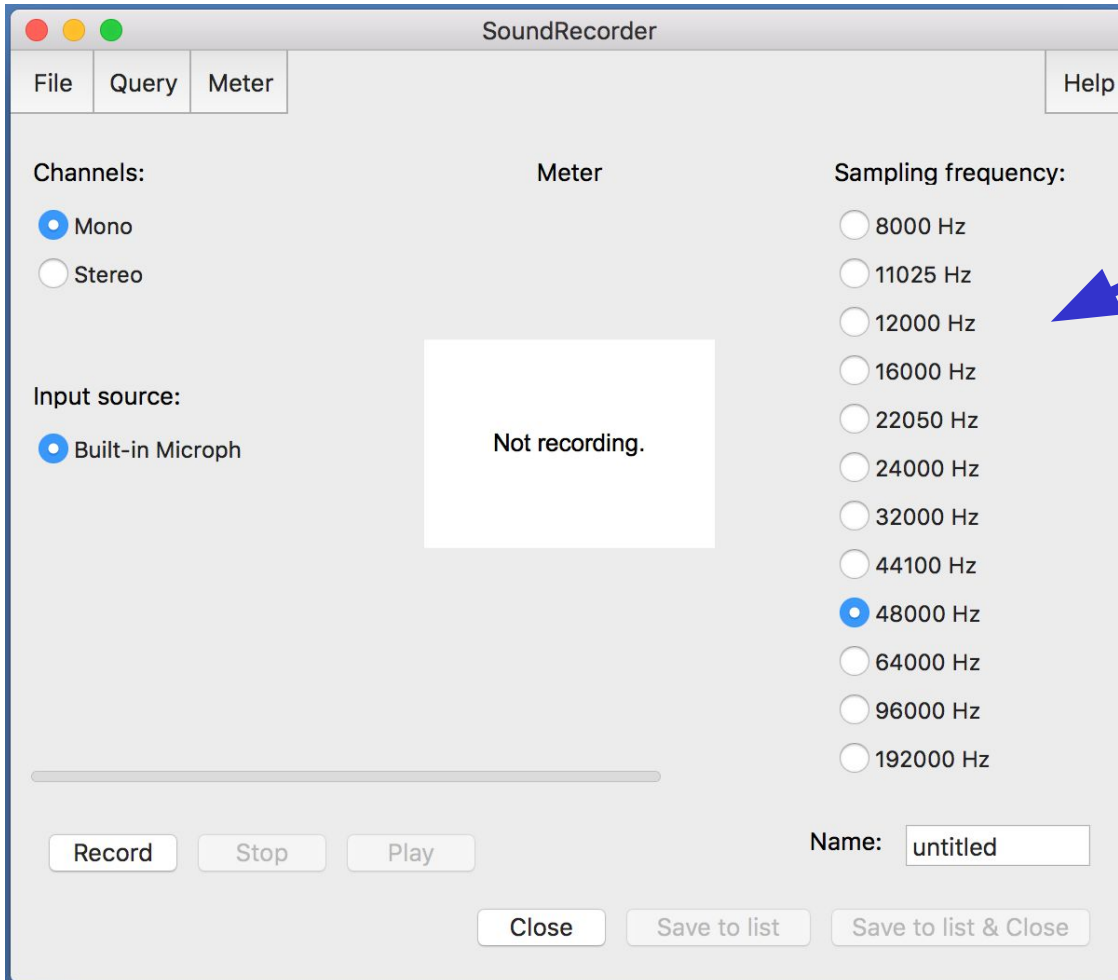 SoundRecorder
File Query Meter Help
Channels:
Mono
Stereo
Input source:
Built-in Microph
Meter
Not recording.
Sampling frequency:
8000 Hz
11025 Hz
12000 Hz
16000 Hz
22050 Hz
24000 Hz
32000 Hz
44100 Hz
48000 Hz
64000 Hz
96000 Hz
192000 Hz
Record Stop Play
Name: untitled
Close Save to list Save to list & Close